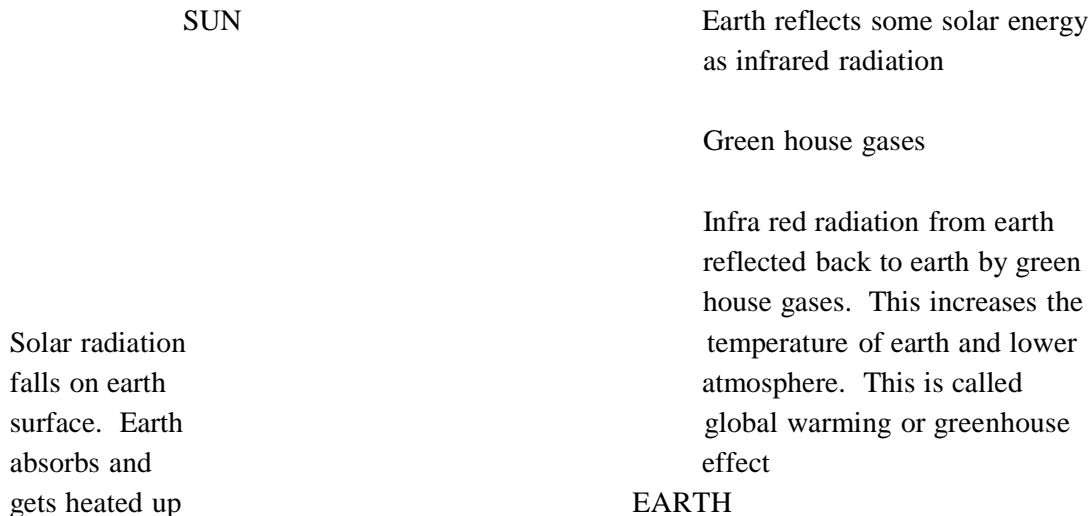 SUN
Earth reflects some solar energy
as infrared radiation
Green house gases
Infra red radiation from earth
reflected back to earth by green
house gases. This increases the
temperature of earth and lower
atmosphere. This is called
global warming or greenhouse
effect
Solar radiation
falls on earth
surface. Earth
absorbs and
gets heated up
EARTH